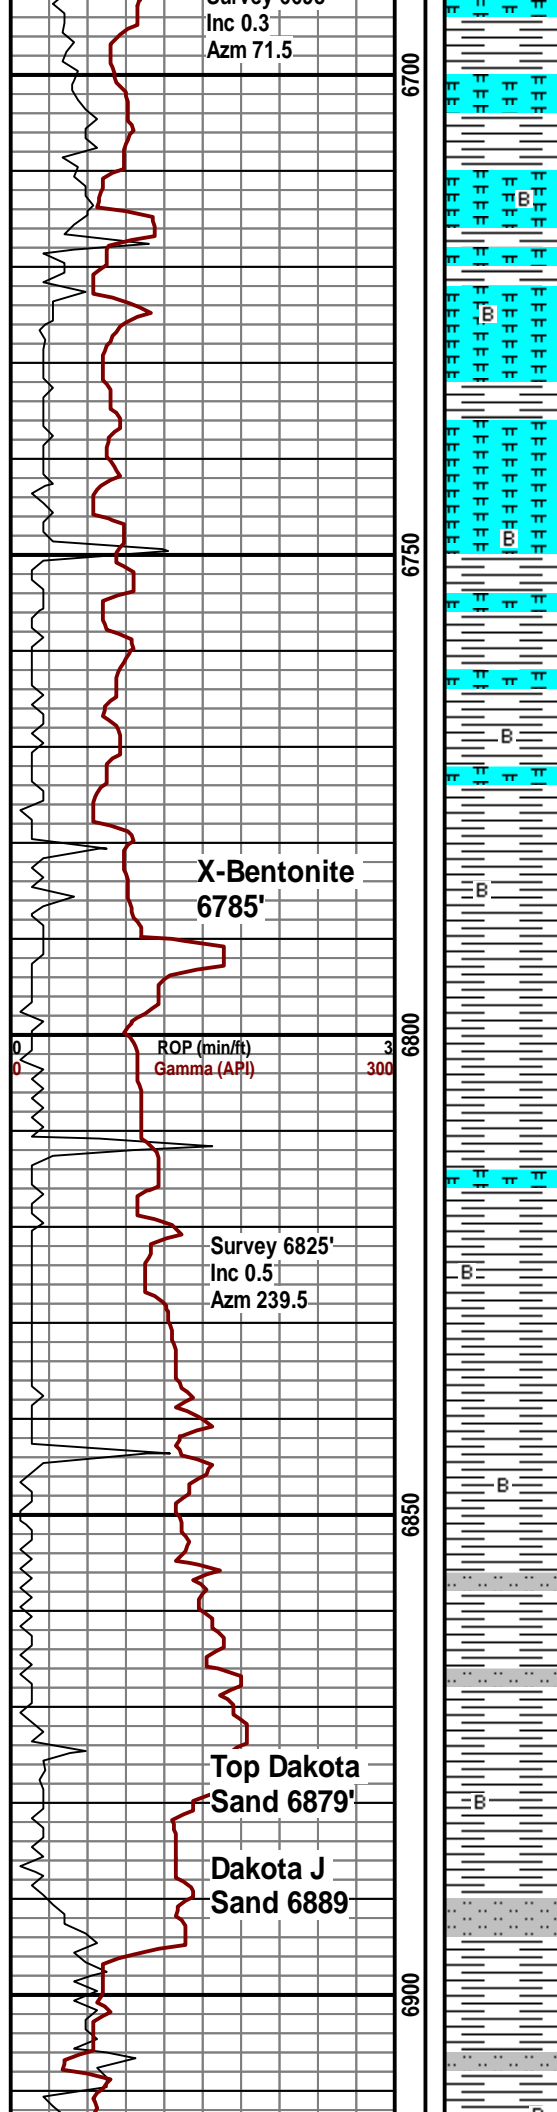 Inc 0.3
Azm 71.5
6700
B
B
6750
B
B
X-Bentonite
6785'
B
6800
0 ROP (min/ft) 3
0 Gamma (API) 300
Survey 6825'
Inc 0.5
Azm 239.5
B
B
6850
Top Dakota
Sand 6879'
B
Dakota J
Sand 6889
6900